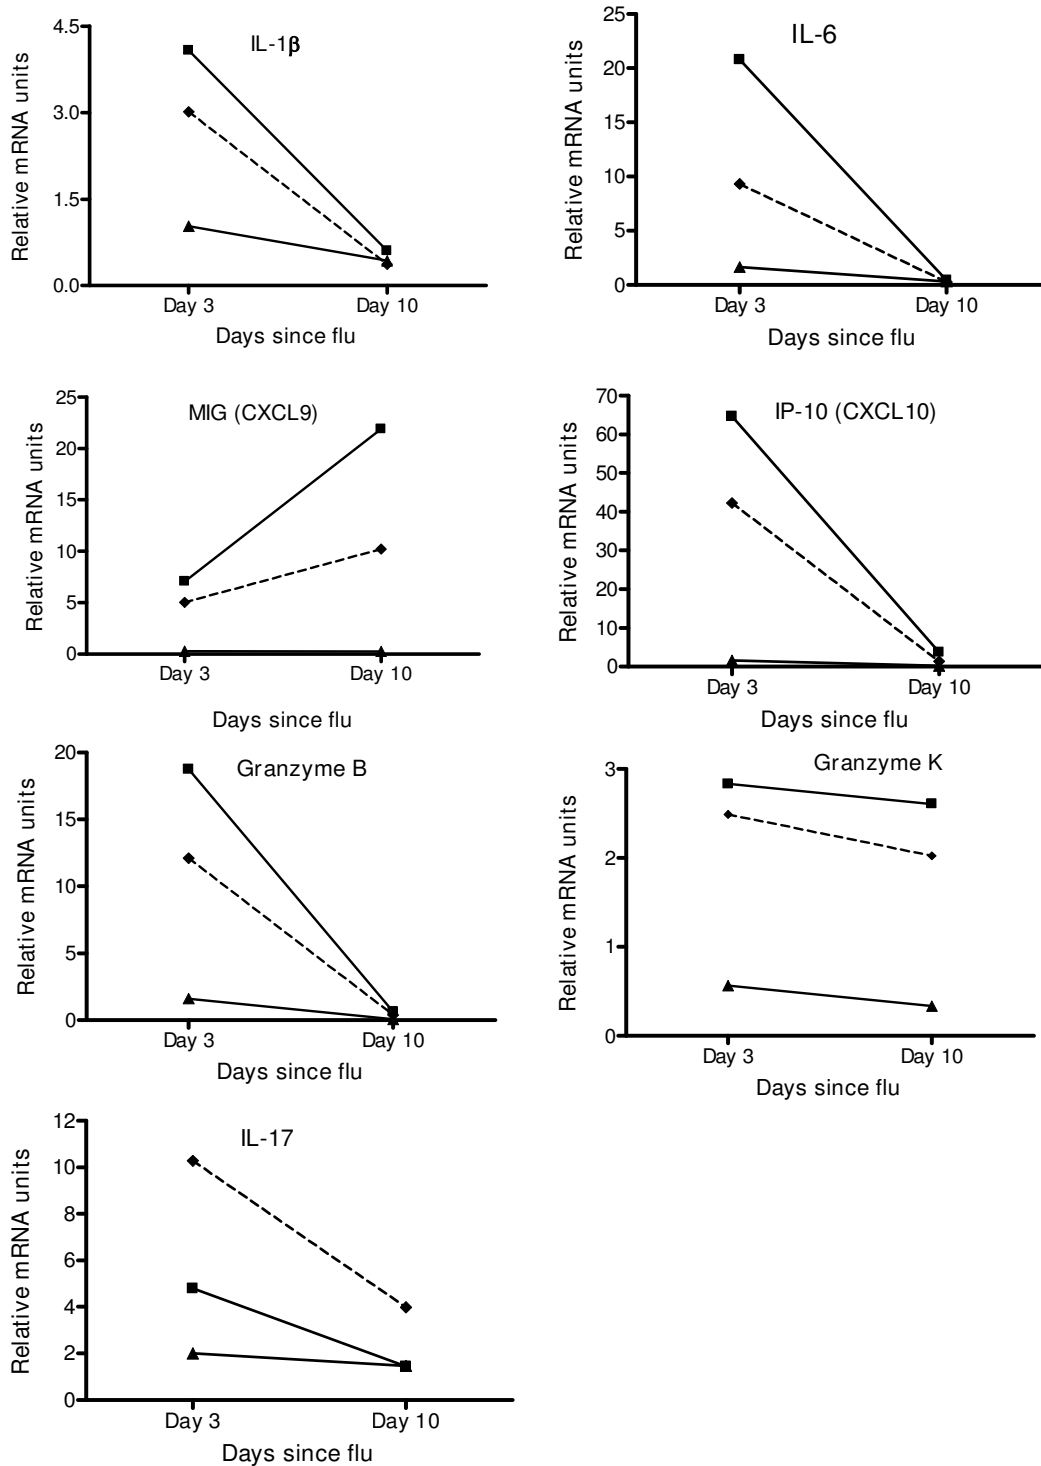 IL-1β
Relative mRNA units
4.5
3.0
1.5
0.0
Day 3
Day 10
Days since flu
IL-6
Relative mRNA units
25
20
15
10
5
0
Day 3
Day 10
Days since flu
MIG (CXCL9)
Relative mRNA units
25
20
15
10
5
0
Day 3
Day 10
Days since flu
IP-10 (CXCL10)
Relative mRNA units
70
60
50
40
30
20
10
0
Day 3
Day 10
Days since flu
Granzyme B
Relative mRNA units
20
15
10
5
0
Day 3
Day 10
Days since flu
Granzyme K
Relative mRNA units
3
2
1
0
Day 3
Day 10
Days since flu
IL-17
Relative mRNA units
12
10
8
6
4
2
0
Day 3
Day 10
Days since flu